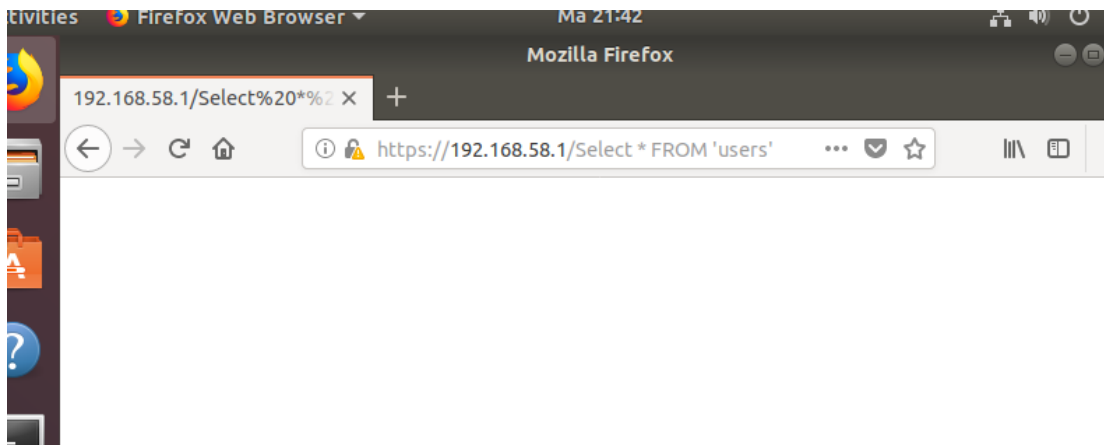 tivities Firefox Web Browser Ma 21:42
Mozilla Firefox
192.168.58.1/Select%20*%2
https://192.168.58.1/Select * FROM 'users'